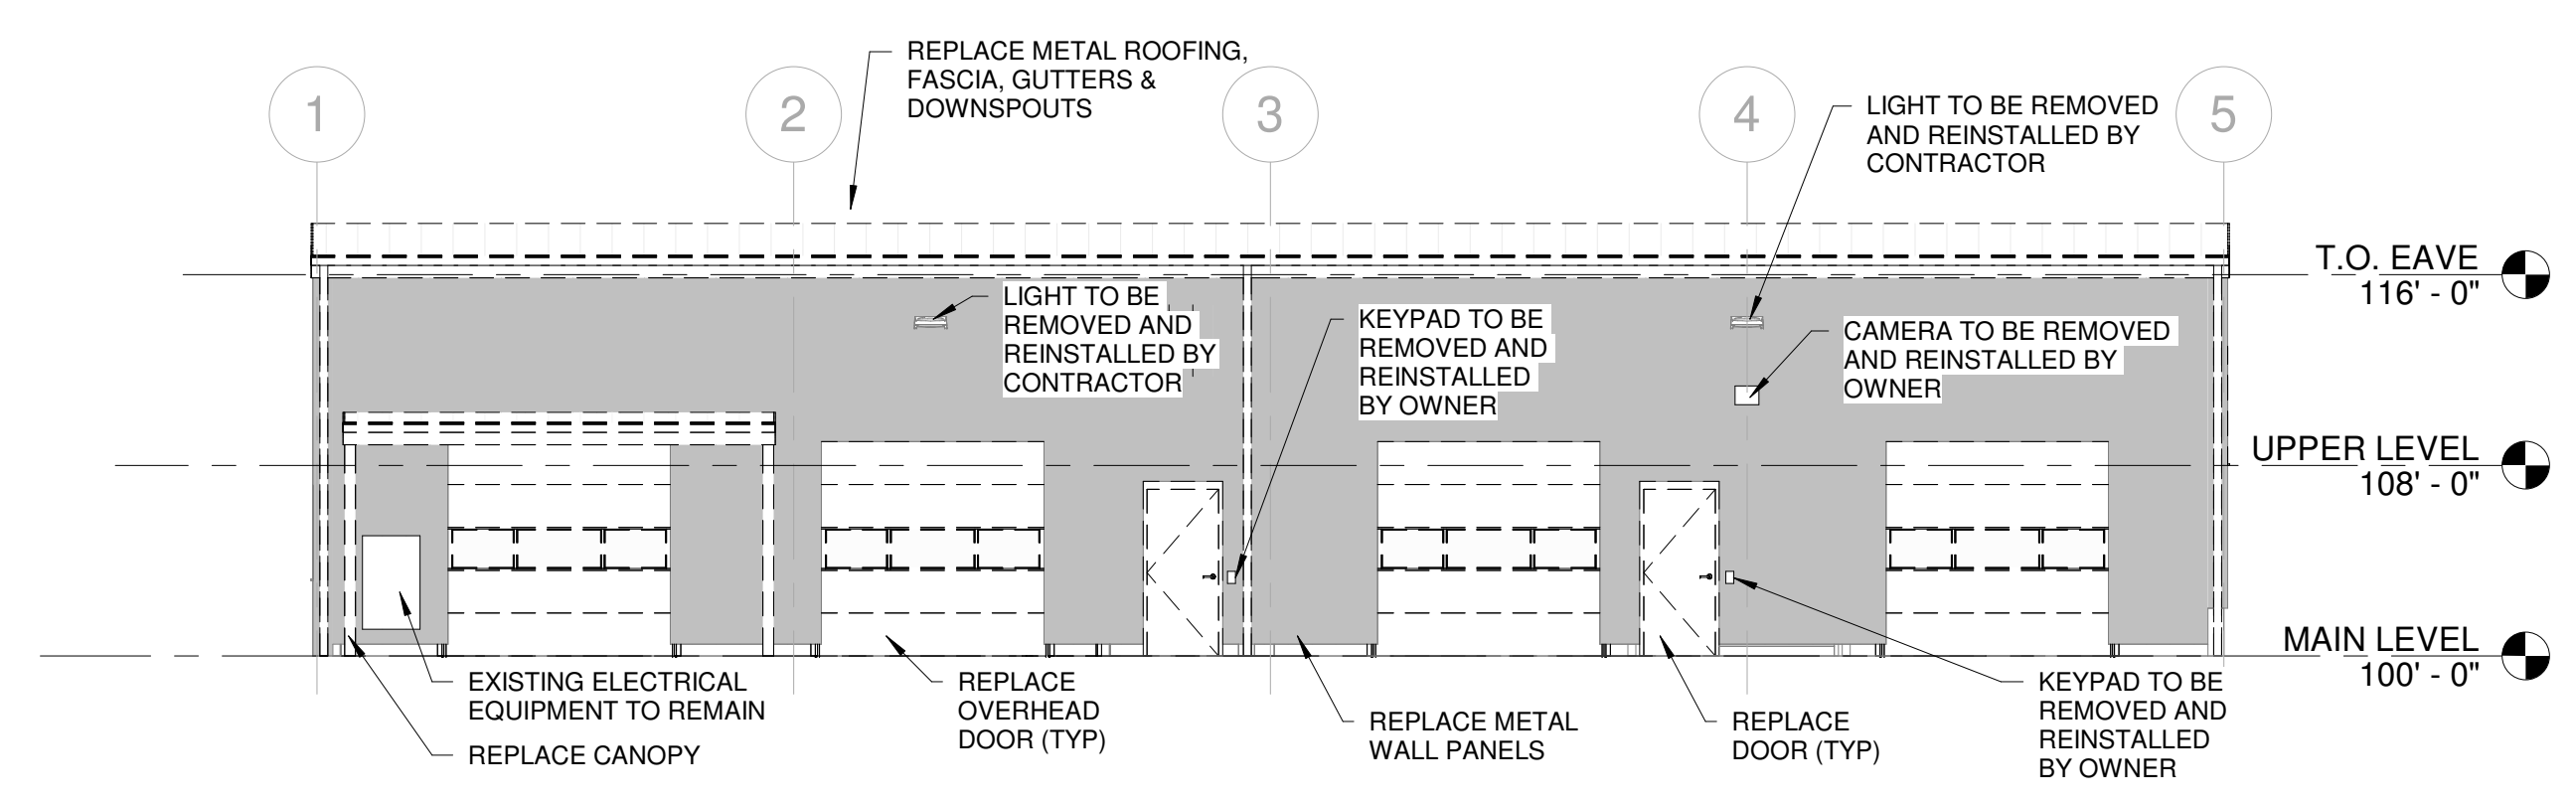 REPLACE METAL ROOFING,
FASCIA, GUTTERS &
DOWNSPOUTS
1
2
3
4
5
LIGHT TO BE REMOVED
AND REINSTALLED BY
CONTRACTOR
T.O. EAVE
116' - 0"
LIGHT TO BE
REMOVED AND
REINSTALLED BY
CONTRACTOR
KEYPAD TO BE
REMOVED AND
REINSTALLED
BY OWNER
CAMERA TO BE REMOVED
AND REINSTALLED BY
OWNER
UPPER LEVEL
108' - 0"
MAIN LEVEL
100' - 0"
EXISTING ELECTRICAL
EQUIPMENT TO REMAIN
REPLACE CANOPY
REPLACE
OVERHEAD
DOOR (TYP)
REPLACE METAL
WALL PANELS
REPLACE
DOOR (TYP)
KEYPAD TO BE
REMOVED AND
REINSTALLED
BY OWNER